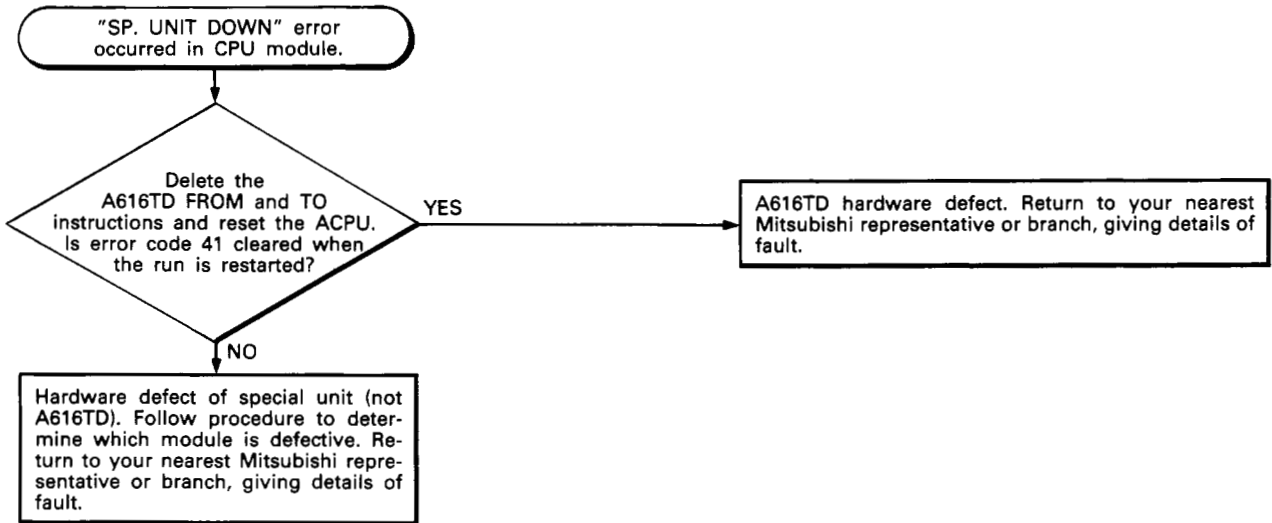 "SP. UNIT DOWN" error
occurred in CPU module.
Delete the
A616TD FROM and TO
instructions and reset the ACPU.
Is error code 41 cleared when
the run is restarted?
YES
A616TD hardware defect. Return to your nearest
Mitsubishi representative or branch, giving details of
fault.
NO
Hardware defect of special unit (not
A616TD). Follow procedure to deter-
mine which module is defective. Re-
turn to your nearest Mitsubishi repre-
sentative or branch, giving details of
fault.